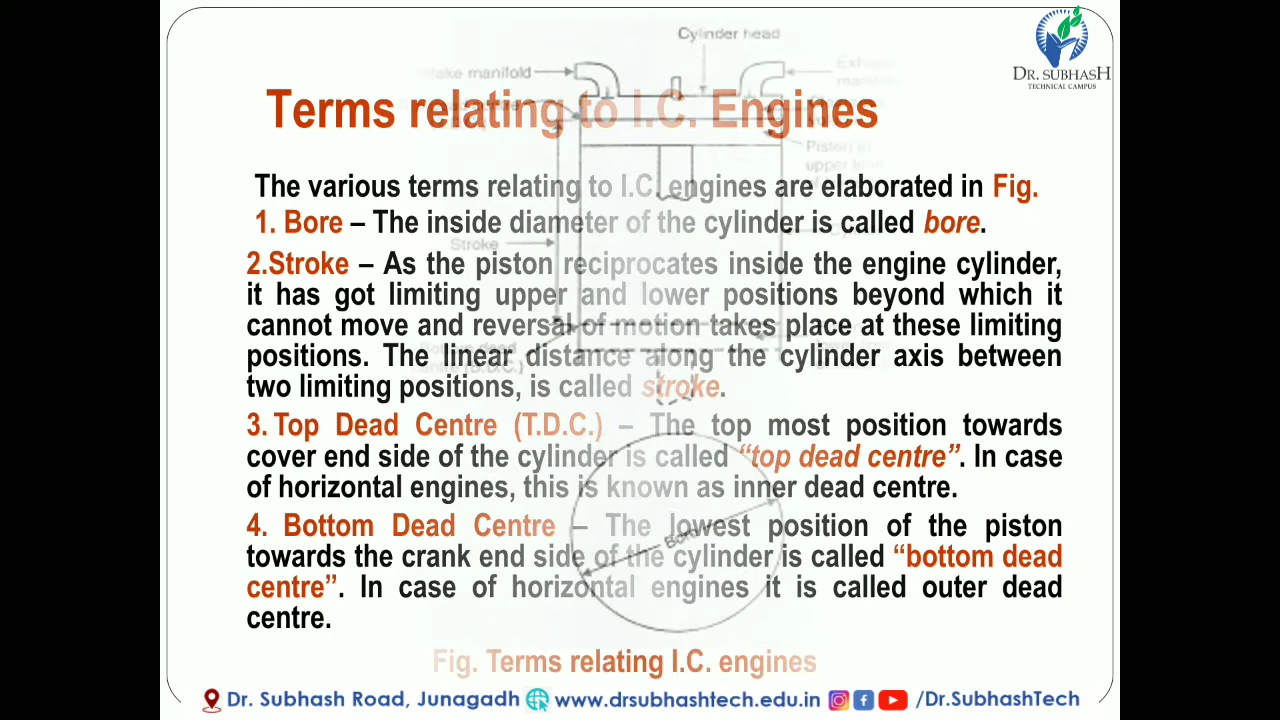 Cylinder head
DR. SUBHASH
TECHNICAL CAMPUS
manifold
Terms relating to I.C. Engines
Piston
upper
The various terms relating to I.C. engines are elaborated in Fig.
1. Bore – The inside diameter of the cylinder is called bore.
Stroke
2.Stroke – As the piston reciprocates inside the engine cylinder,
it has got limiting upper and lower positions beyond which it
cannot move and reversal of motion takes place at these limiting
positions. The linear distance along the cylinder axis between
two limiting positions, is called stroke.
3. Top Dead Centre (T.D.C.) – The top most position towards
cover end side of the cylinder is called “top dead centre”. In case
of horizontal engines, this is known as inner dead centre.
4. Bottom Dead Centre – The lowest position of the piston
towards the crank end side of the cylinder is called “bottom dead
centre”. In case of horizontal engines it is called outer dead
centre.
Bore
Fig. Terms relating I.C. engines
Dr. Subhash Road, Junagadh www.drsubhashtech.edu.in /Dr.SubhashTech